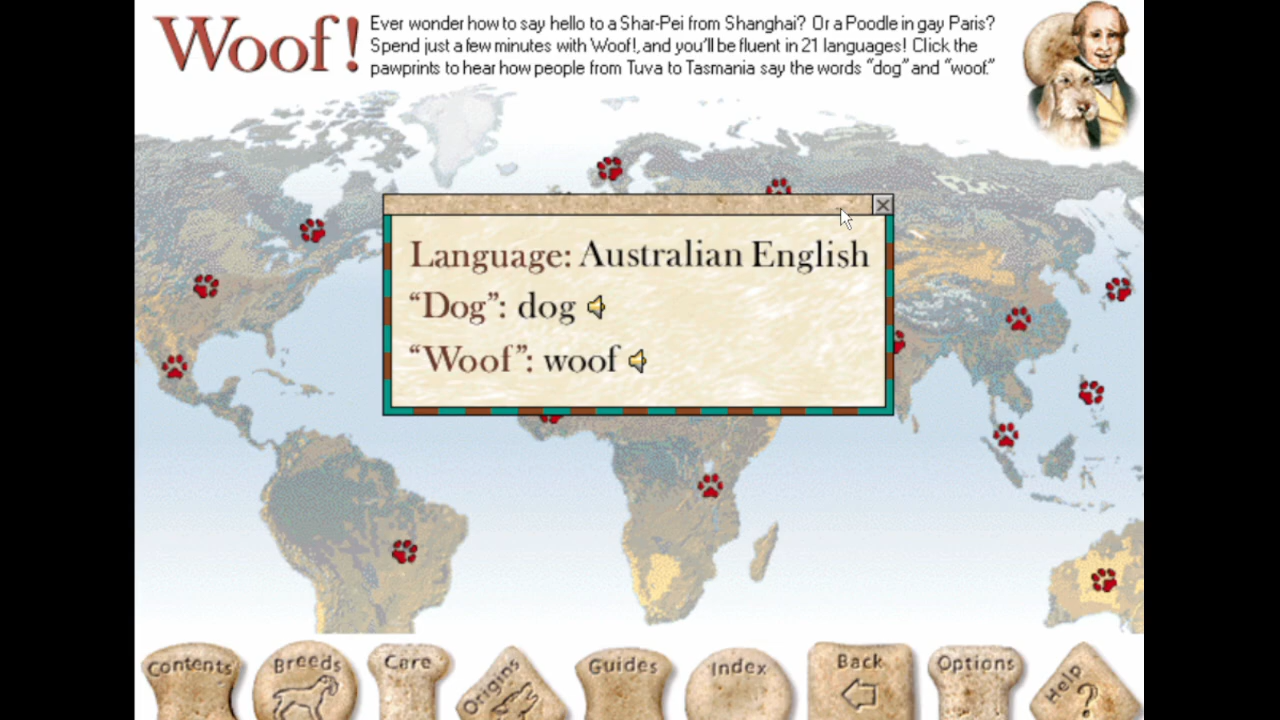 Woof!
Ever wonder how to say hello to a Shar-Pei from Shanghai? Or a Poodle in gay Paris?
Spend just a few minutes with Woof!, and you'll be fluent in 21 languages! Click the
pawprints to hear how people from Tuva to Tasmania say the words "dog" and "woof."
Language: Australian English
"Dog": dog
"Woof": woof
Contents
Breeds
Care
Origins
Guides
Index
Back
Options
Help
?